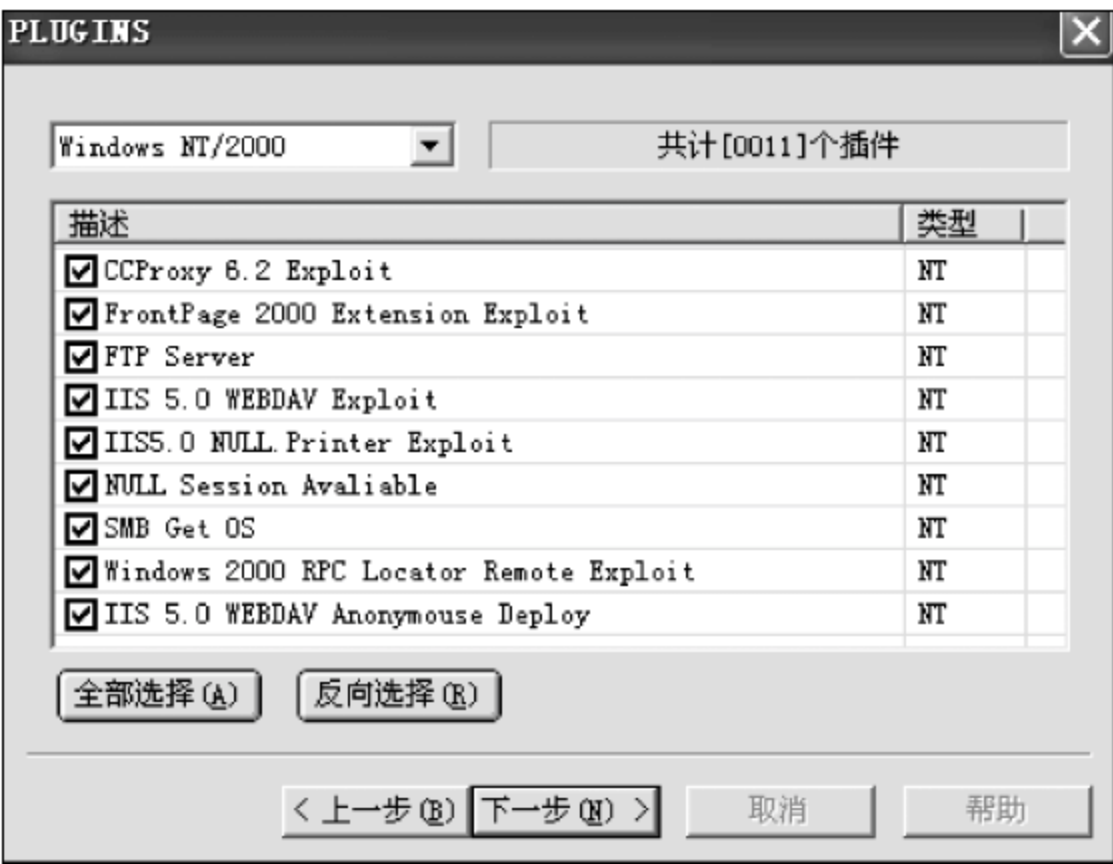 PLUGINS
Windows NT/2000 共计[0011]个插件
描述 类型
CCProxy 6.2 Exploit NT
FrontPage 2000 Extension Exploit NT
FTP Server NT
IIS 5.0 WEBDAV Exploit NT
IIS5.0 NULL.Printer Exploit NT
NULL Session Avaliable NT
SMB Get OS NT
Windows 2000 RPC Locator Remote Exploit NT
IIS 5.0 WEBDAV Anonymouse Deploy NT
全部选择(A) 反向选择(R)
< 上一步(B) 下一步(N) > 取消 帮助